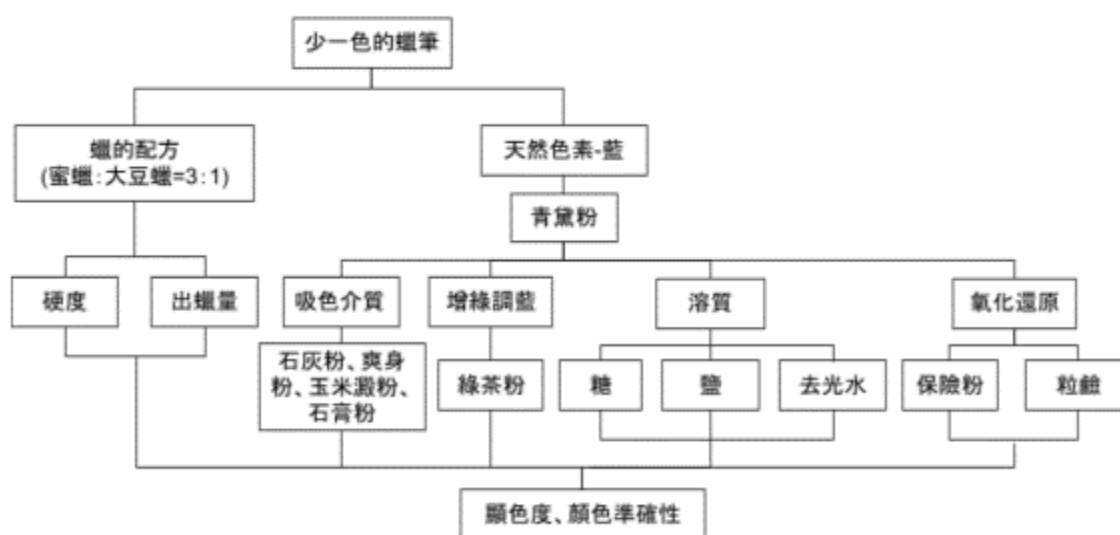 少一色的蠟筆
蠟的配方
(蜜蠟:大豆蠟=3:1)
天然色素-藍
青黛粉
硬度
出蠟量
吸色介質
增綠調藍
溶質
氧化還原
石灰粉、爽身
粉、玉米澱粉、
石膏粉
綠茶粉
糖
鹽
去光水
保險粉
粒鹼
顯色度、顏色準確性